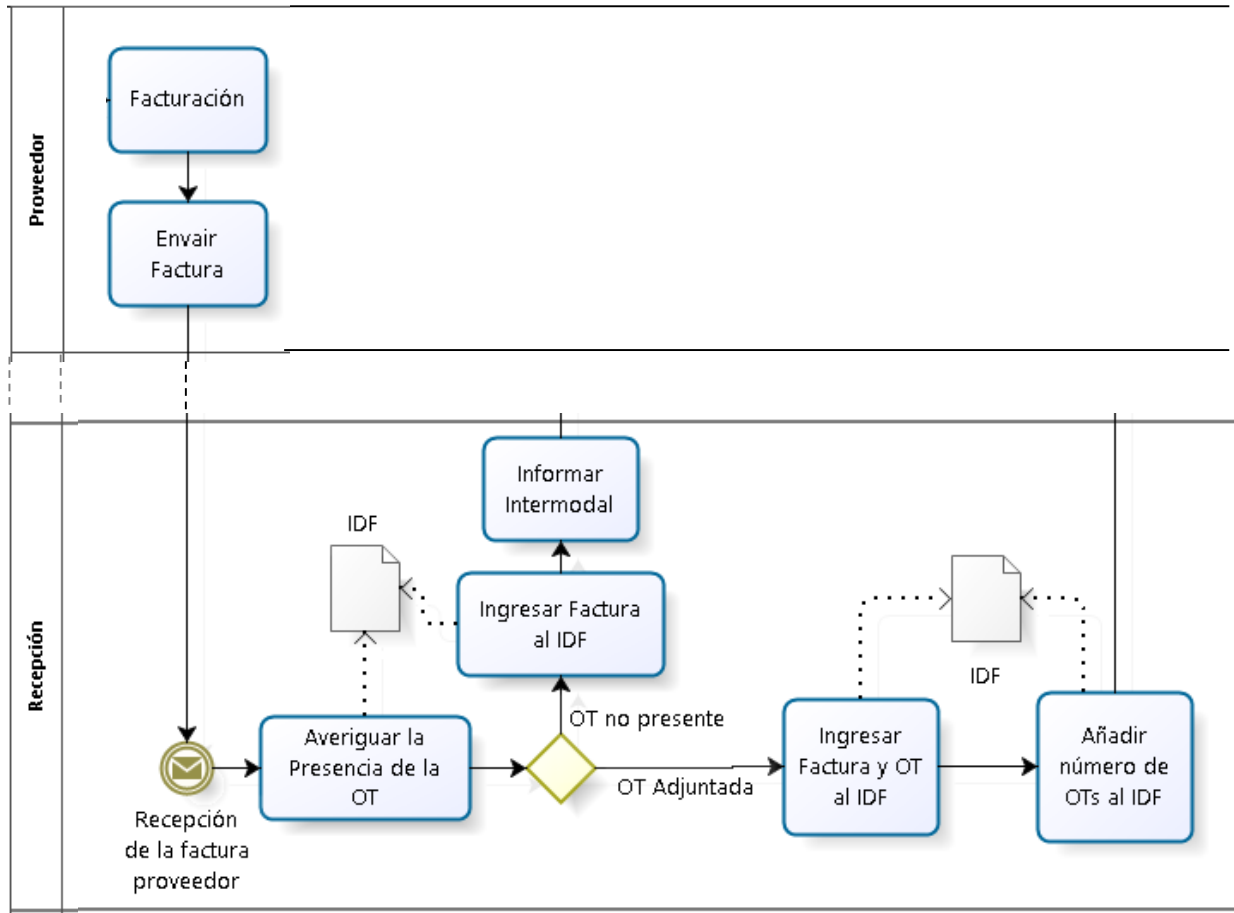 Proveedor
Facturación
Envair
Factura
Recepción
Informar
Intermodal
IDF
Ingresar Factura
al IDF
OT no presente
Averiguar la
Presencia de la
OT
OT Adjuntada
Recepción
de la factura
proveedor
IDF
Ingresar
Factura y OT
al IDF
Añadir
número de
OTs al IDF